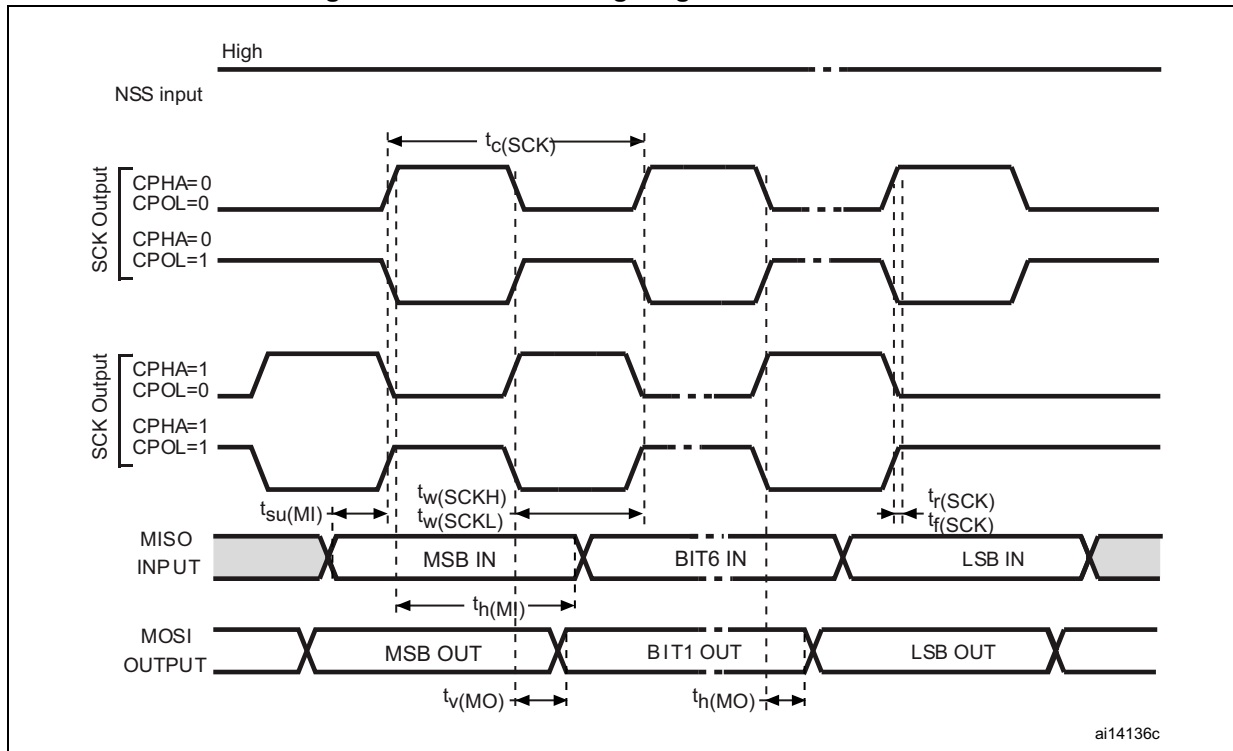 High
NSS input
tc(SCK)
SCK Output
CPHA=0
CPOL=0
CPHA=0
CPOL=1
SCK Output
CPHA=1
CPOL=0
CPHA=1
CPOL=1
tsu(MI)
tw(SCKH)
tw(SCKL)
tr(SCK)
tf(SCK)
MISO
INPUT
MSB IN
BIT6 IN
LSB IN
th(MI)
MOSI
OUTPUT
MSB OUT
BIT1 OUT
LSB OUT
tv(MO)
th(MO)
ai14136c